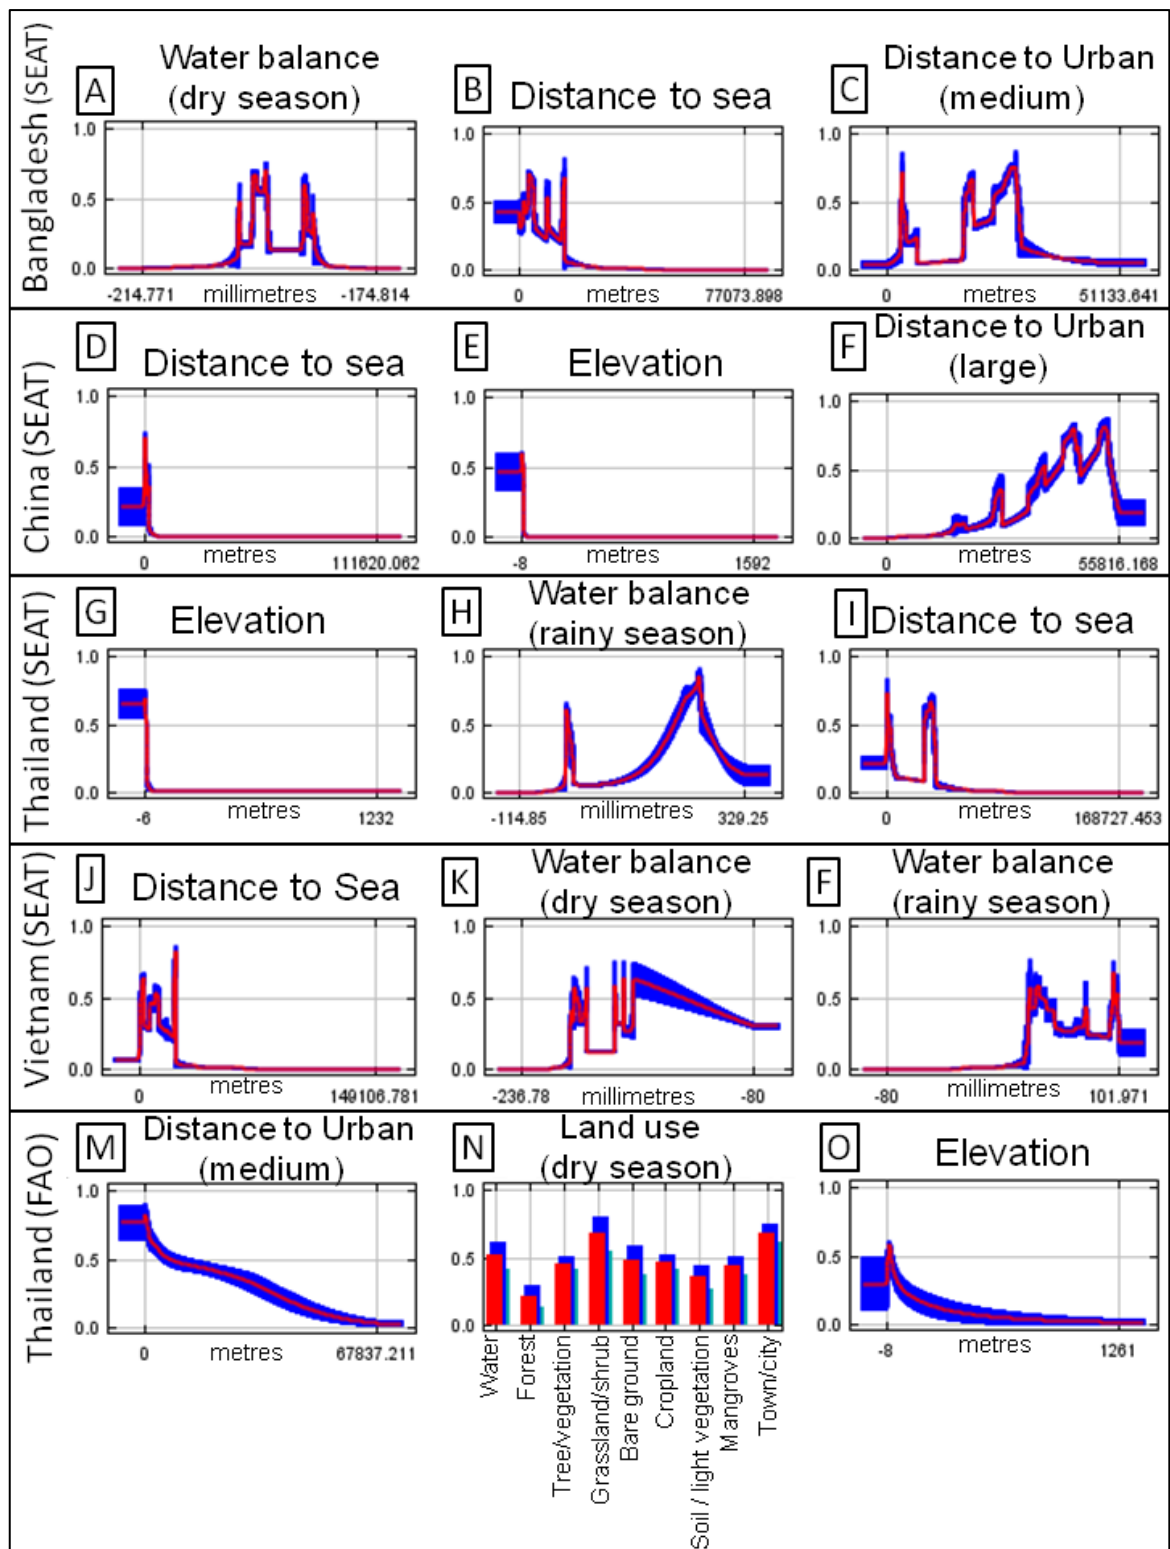 Bangladesh (SEAT)
A
Water balance
(dry season)
1.0
0.5
0.0
-214.771
millimetres
-174.814
B
Distance to sea
1.0
0.5
0.0
0
metres
77073.898
C
Distance to Urban
(medium)
1.0
0.5
0.0
0
metres
51133.641
China (SEAT)
D
Distance to sea
1.0
0.5
0.0
0
metres
111620.062
E
Elevation
1.0
0.5
0.0
-8
metres
1592
F
Distance to Urban
(large)
1.0
0.5
0.0
0
metres
55816.168
Thailand (SEAT)
G
Elevation
1.0
0.5
0.0
-6
metres
1232
H
Water balance
(rainy season)
1.0
0.5
0.0
-114.85
millimetres
329.25
I
Distance to sea
1.0
0.5
0.0
0
metres
168727.453
Vietnam (SEAT)
J
Distance to Sea
1.0
0.5
0.0
0
metres
149106.781
K
Water balance
(dry season)
1.0
0.5
0.0
-236.78
millimetres
-80
F
Water balance
(rainy season)
1.0
0.5
0.0
-80
millimetres
101.971
Thailand (FAO)
M
Distance to Urban
(medium)
1.0
0.5
0.0
0
metres
67837.211
N
Land use
(dry season)
1.0
0.5
0.0
Water
Forest
Tree/vegetation
Grassland/shrub
Bare ground
Cropland
Soil / light vegetation
Mangroves
Town/city
O
Elevation
1.0
0.5
0.0
-8
metres
1261